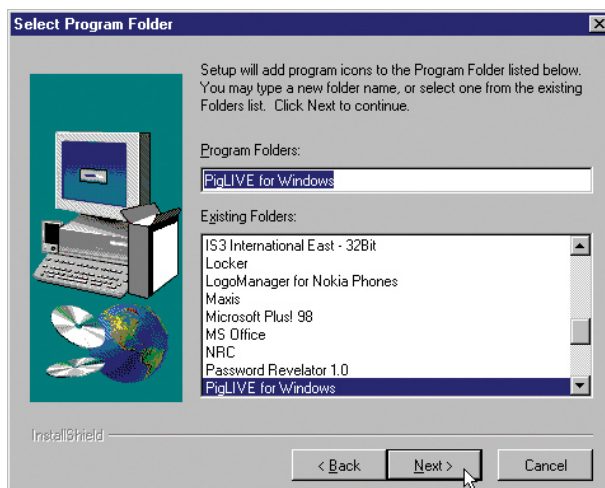 Select Program Folder
Setup will add program icons to the Program Folder listed below.
You may type a new folder name, or select one from the existing
Folders list. Click Next to continue.
Program Folders:
PigLIVE for Windows
Existing Folders:
IS3 International East - 32Bit
Locker
LogoManager for Nokia Phones
Maxis
Microsoft Plus! 98
MS Office
NRC
Password Revelator 1.0
PigLIVE for Windows
InstallShield
< Back
Next >
Cancel